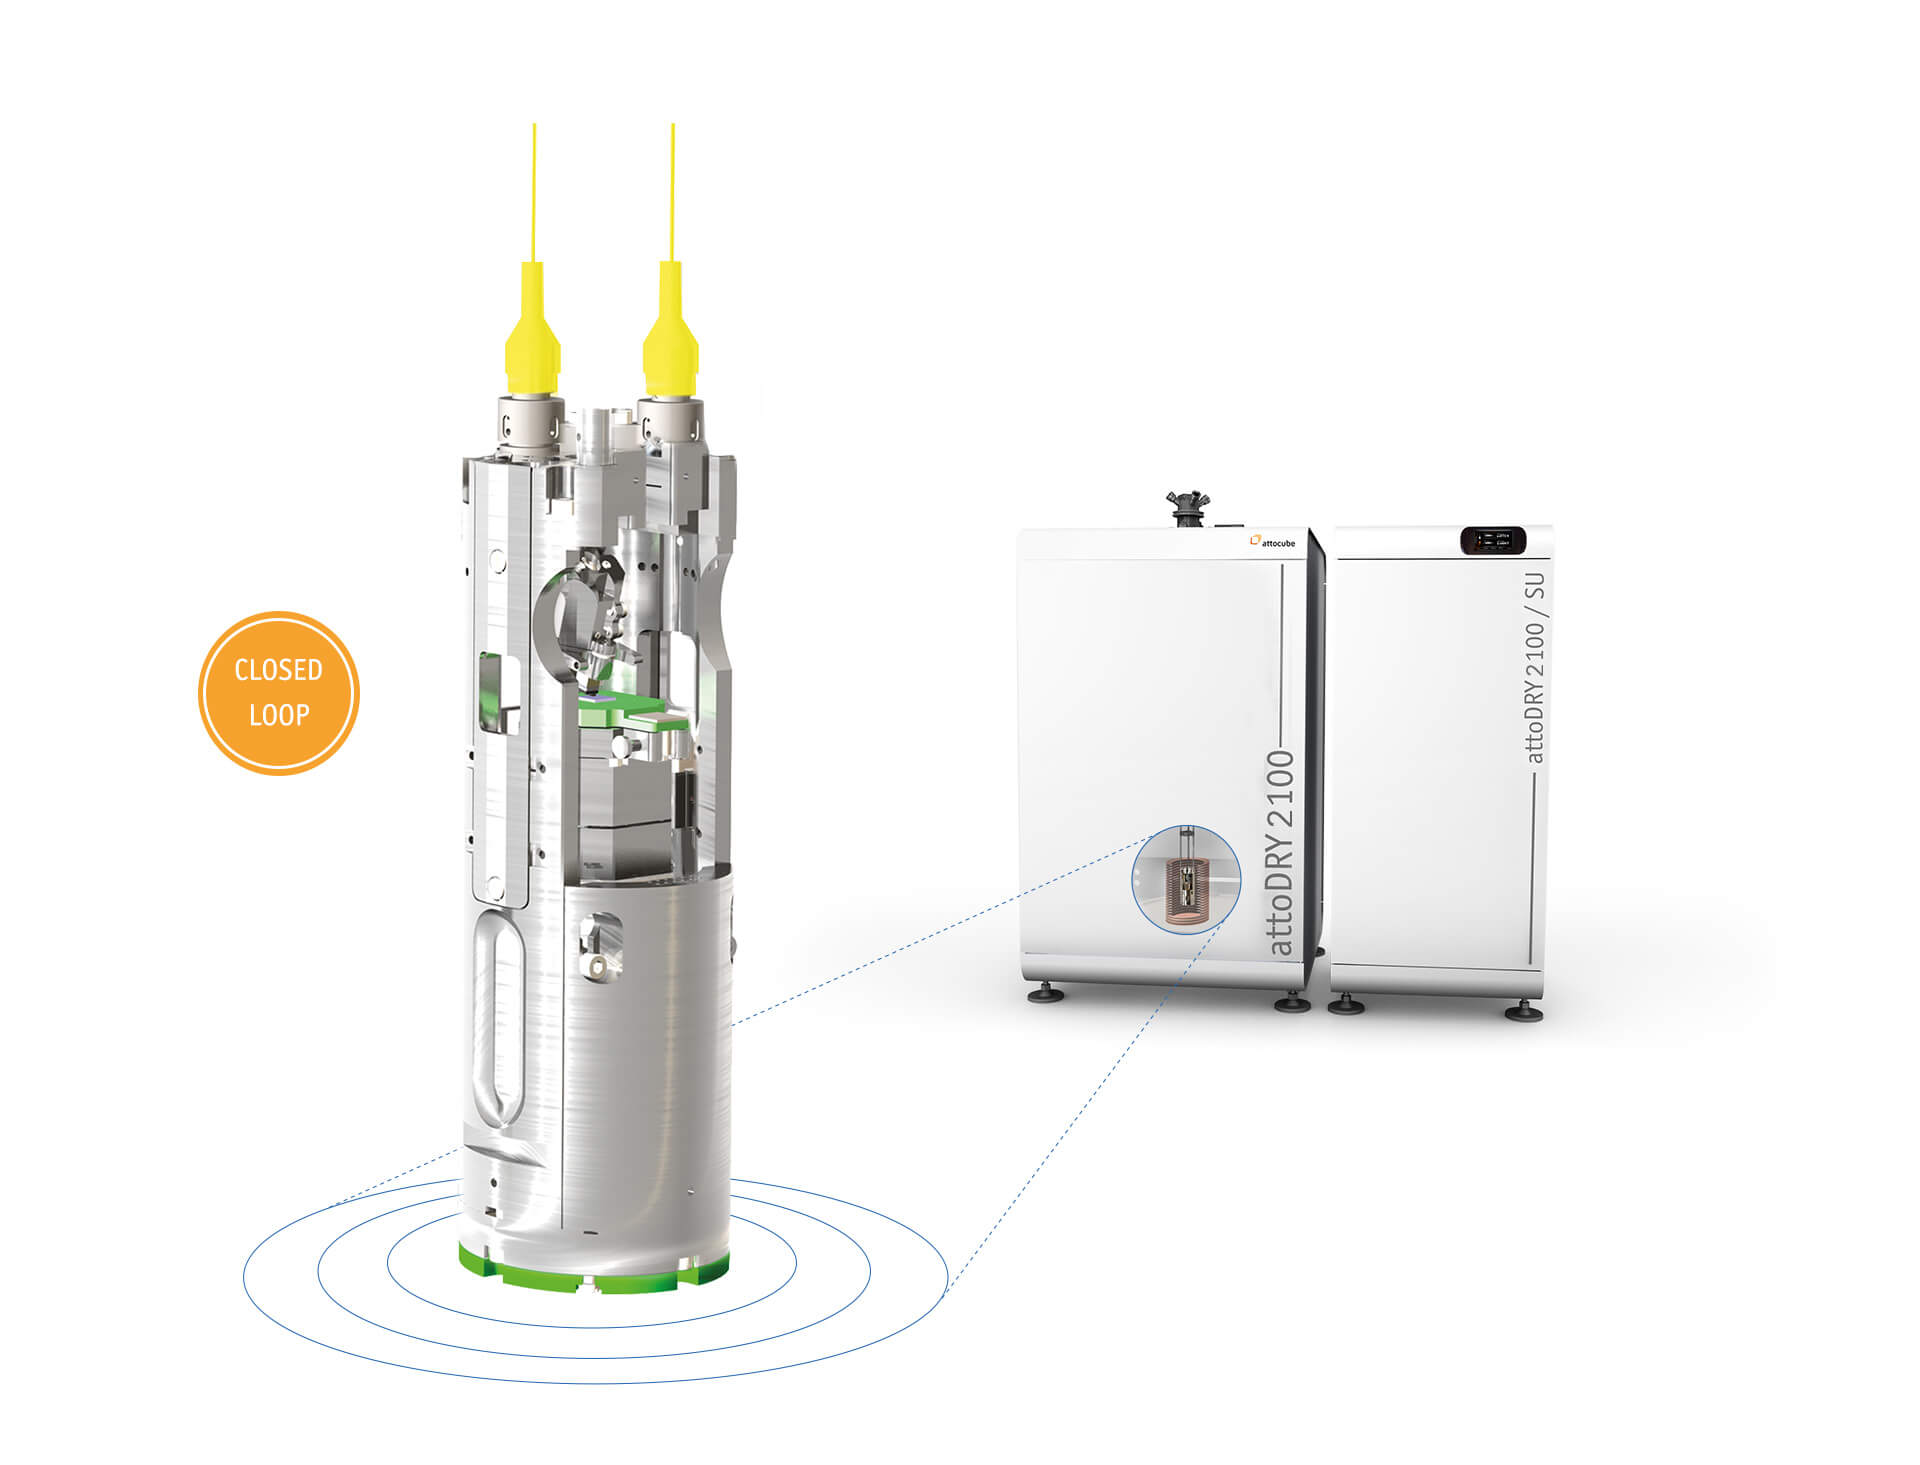 CLOSED
LOOP
attocube
attoDRY2100
attoDRY2100 / SU